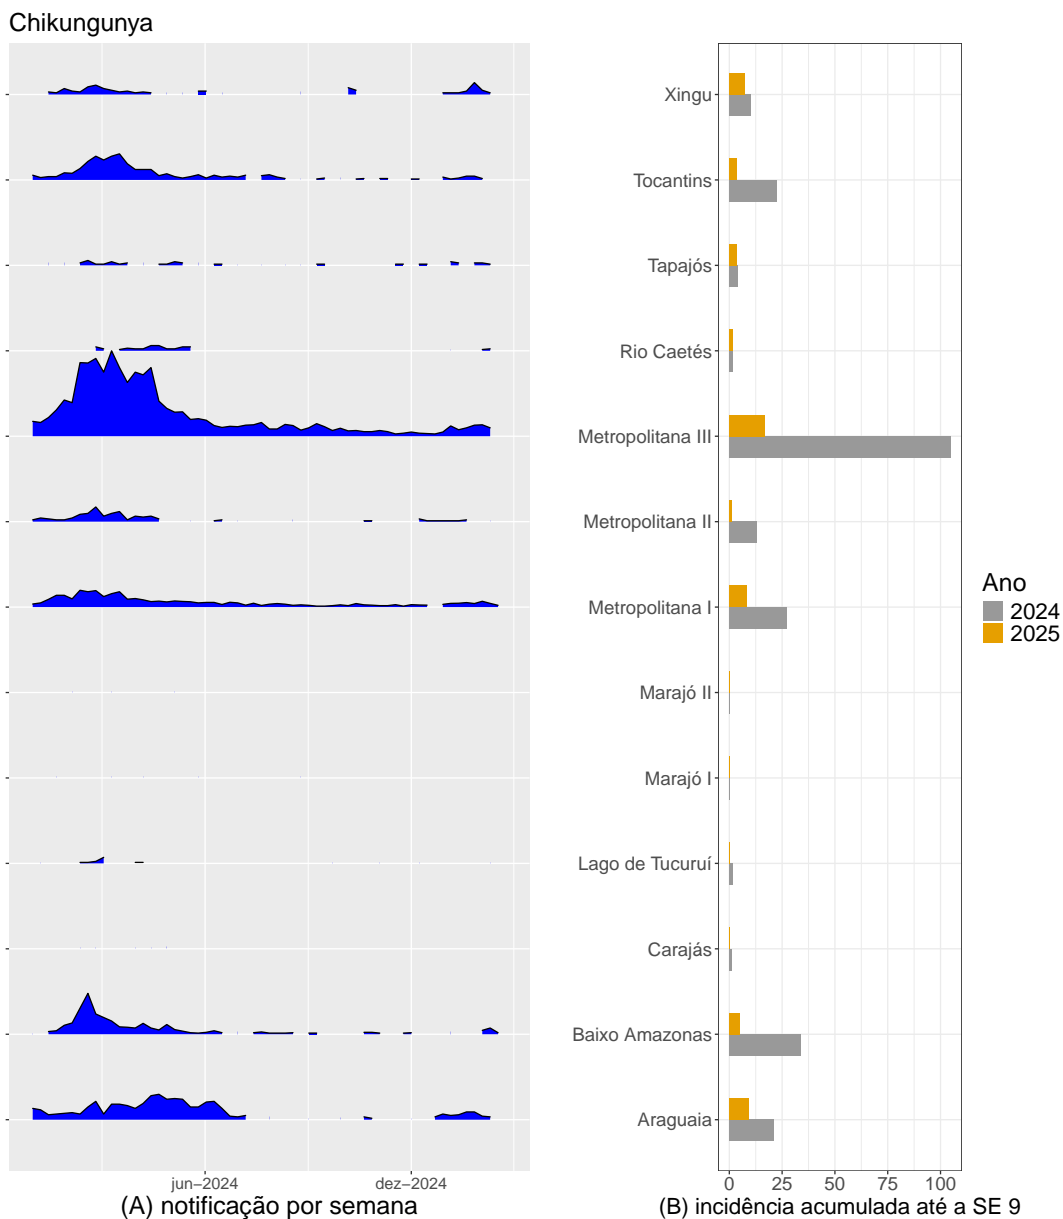 Chikungunya
Xingu
Tocantins
Tapajós
Rio Caetés
Metropolitana III
Metropolitana II
Metropolitana I
Marajó II
Marajó I
Lago de Tucuruí
Carajás
Baixo Amazonas
Araguaia
Ano
2024
2025
jun−2024 dez−2024
0 25 50 75 100
(A) notificação por semana
(B) incidência acumulada até a SE 9